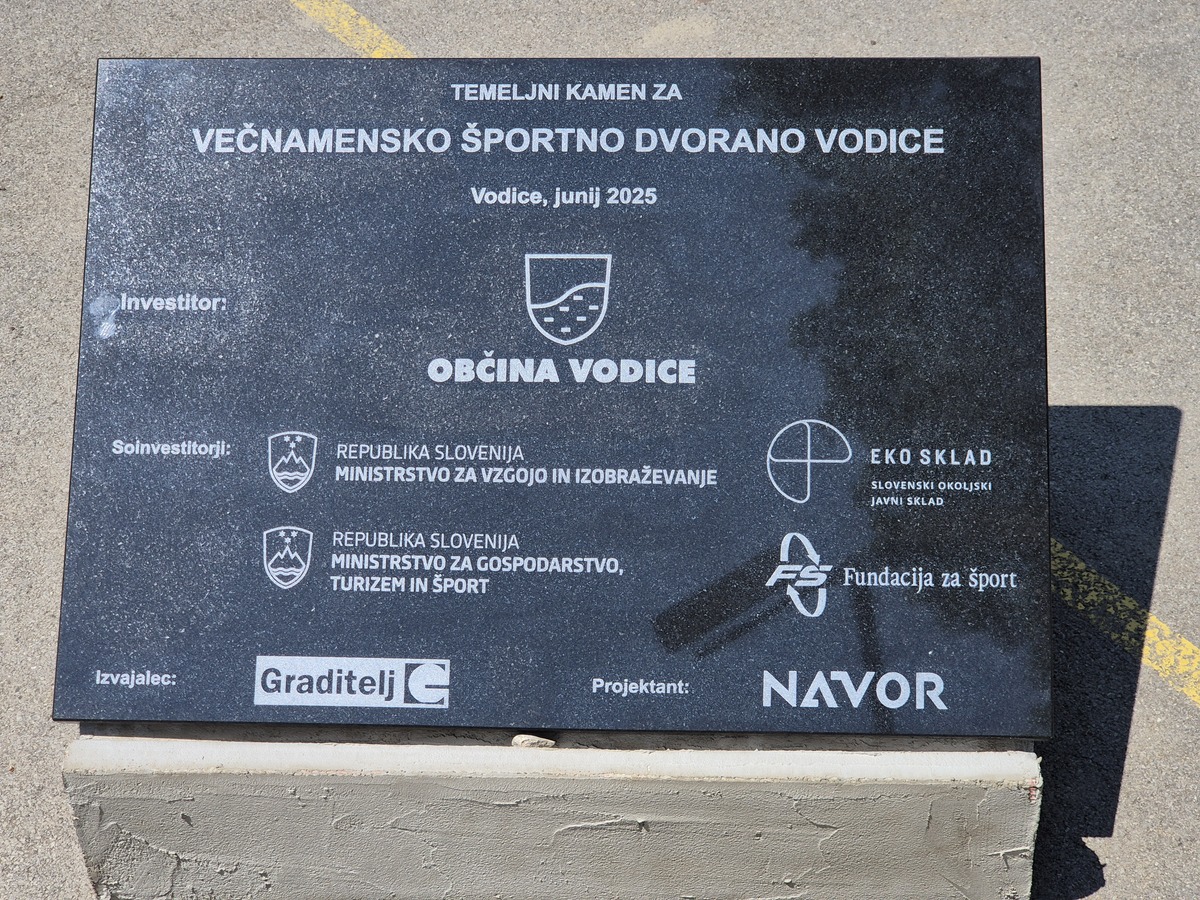 TEMELJNI KAMEN ZA
VEČNAMENSKO ŠPORTNO DVORANO VODICE
Vodice, junij 2025
Investitor:
OBČINA VODICE
Soinvestitorji:
REPUBLIKA SLOVENIJA
MINISTRSTVO ZA VZGOJO IN IZOBRAŽEVANJE
EKO SKLAD
SLOVENSKI OKOLJSKI
JAVNI SKLAD
REPUBLIKA SLOVENIJA
MINISTRSTVO ZA GOSPODARSTVO,
TURIZEM IN ŠPORT
FS
Fundacija za šport
Izvajalec:
Graditelj
Projektant:
NAVOR